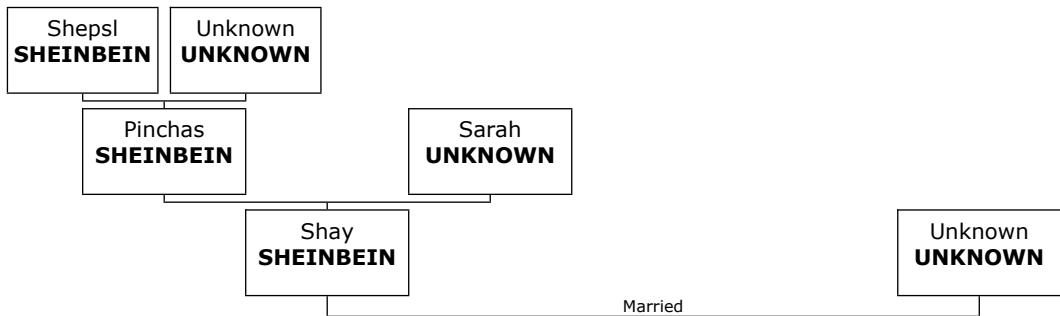 Shepsl
SHEINBEIN
Unknown
UNKNOWN
Pinchas
SHEINBEIN
Sarah
UNKNOWN
Shay
SHEINBEIN
Unknown
UNKNOWN
Married